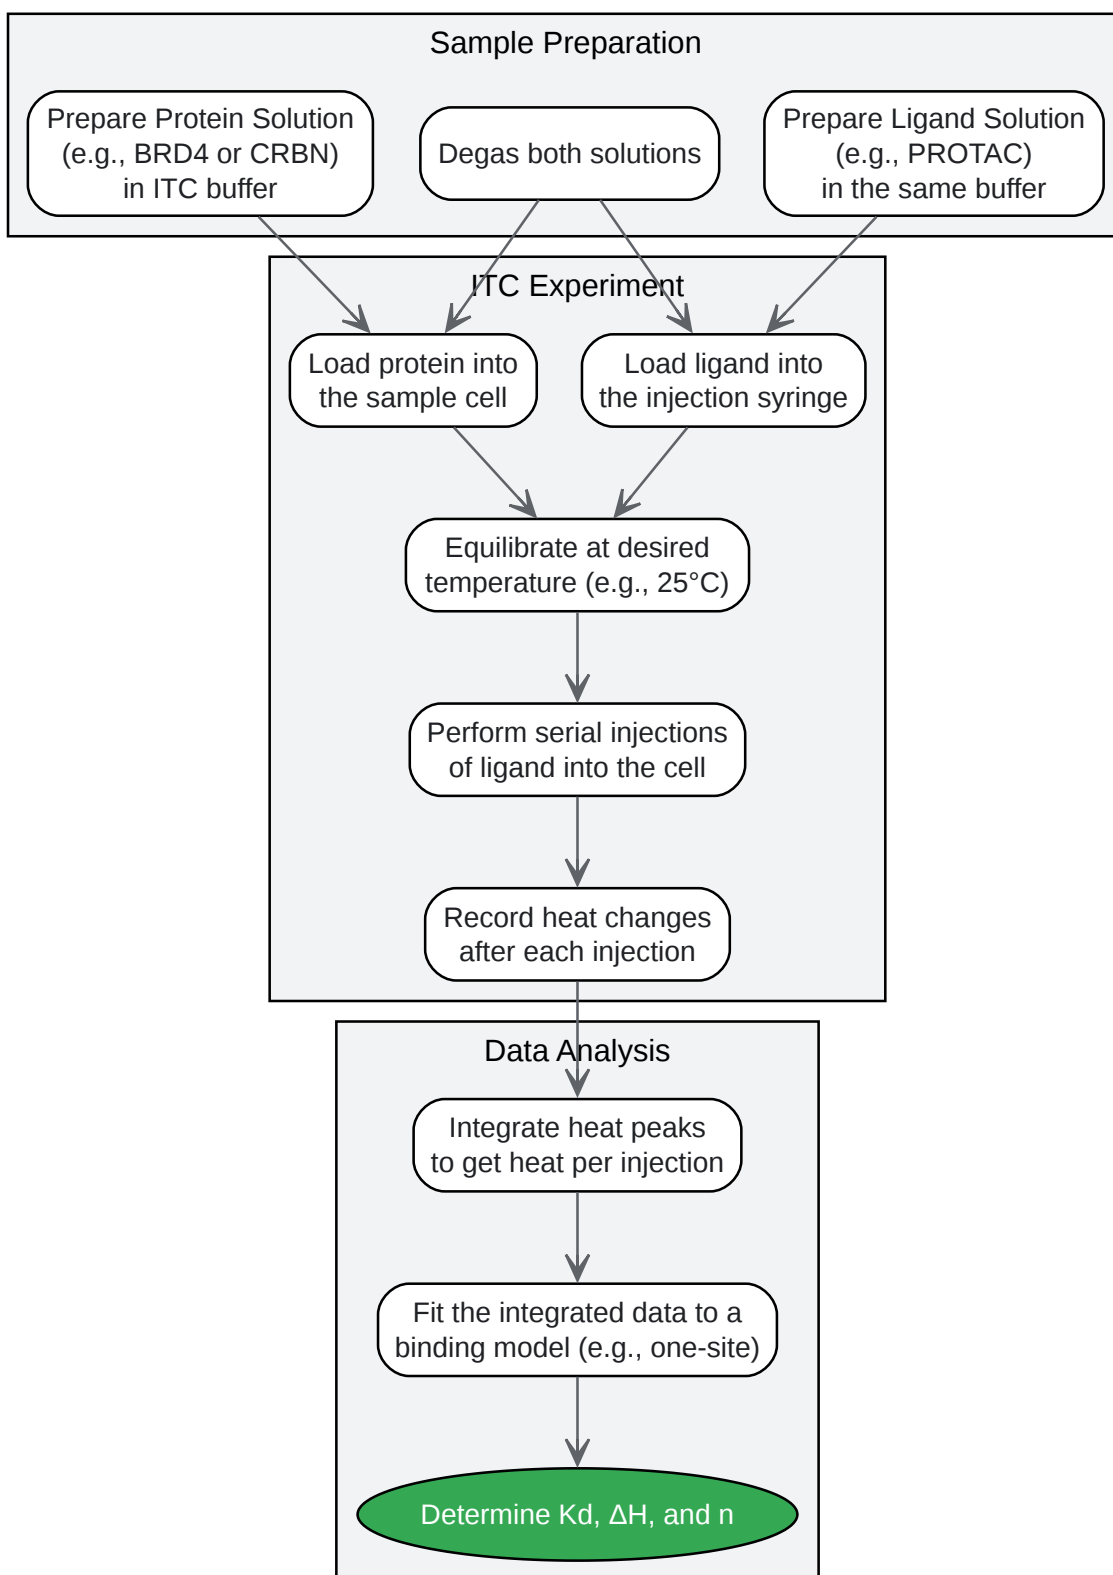 Sample Preparation
Prepare Protein Solution
(e.g., BRD4 or CRBN)
in ITC buffer
Degas both solutions
Prepare Ligand Solution
(e.g., PROTAC)
in the same buffer
ITC Experiment
Load protein into
the sample cell
Load ligand into
the injection syringe
Equilibrate at desired
temperature (e.g., 25°C)
Perform serial injections
of ligand into the cell
Record heat changes
after each injection
Data Analysis
Integrate heat peaks
to get heat per injection
Fit the integrated data to a
binding model (e.g., one-site)
Determine Kd, ΔH, and n